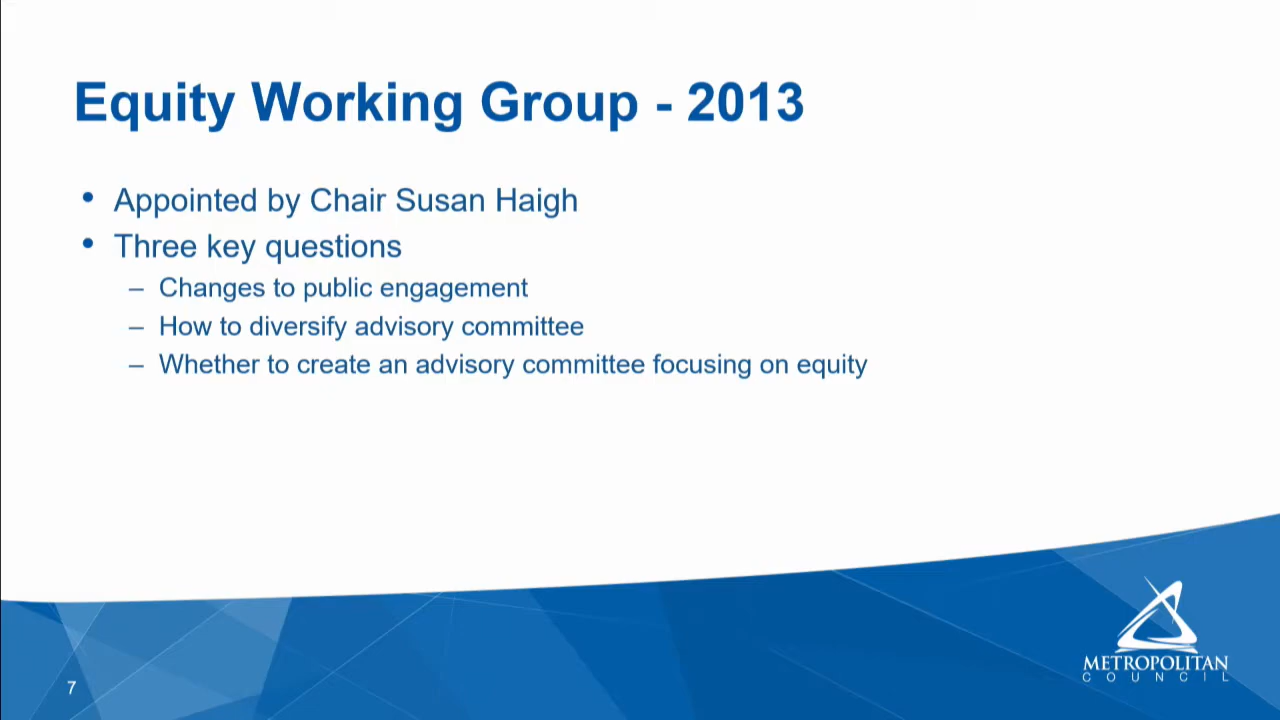 Equity Working Group - 2013
• Appointed by Chair Susan Haigh
• Three key questions
– Changes to public engagement
– How to diversify advisory committee
– Whether to create an advisory committee focusing on equity
METROPOLITAN
COUNCIL
7